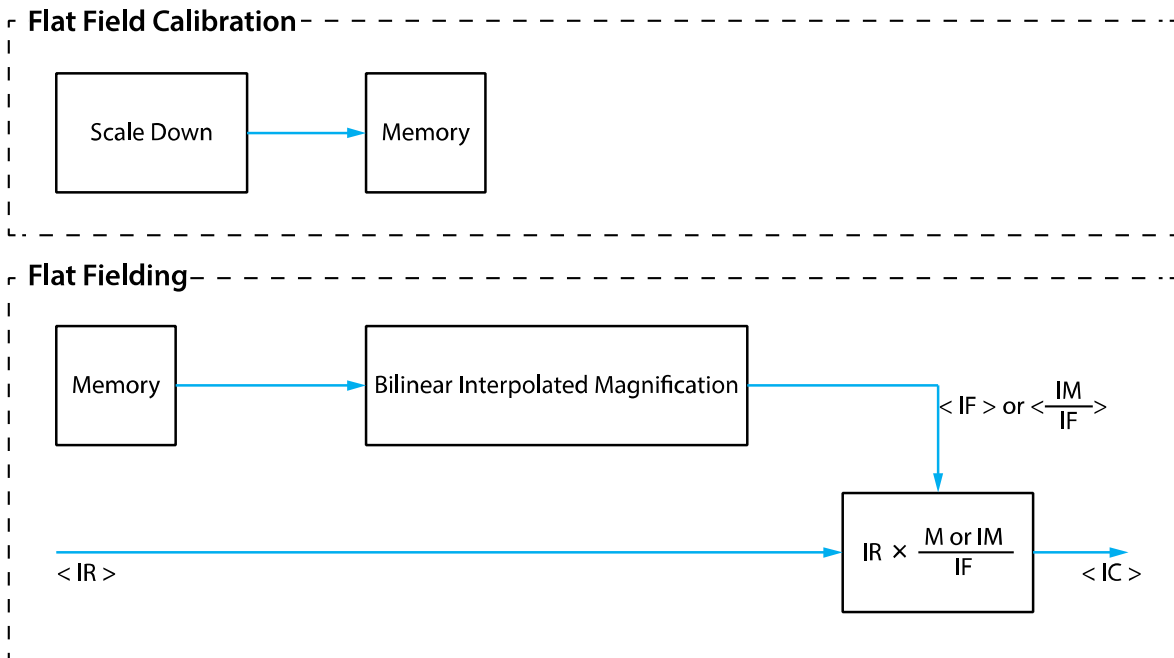 Flat Field Calibration
Scale Down
Memory
Flat Fielding
Memory
Bilinear Interpolated Magnification
< IF > or < IM / IF >
IR × M or IM / IF
< IR >
< IC >